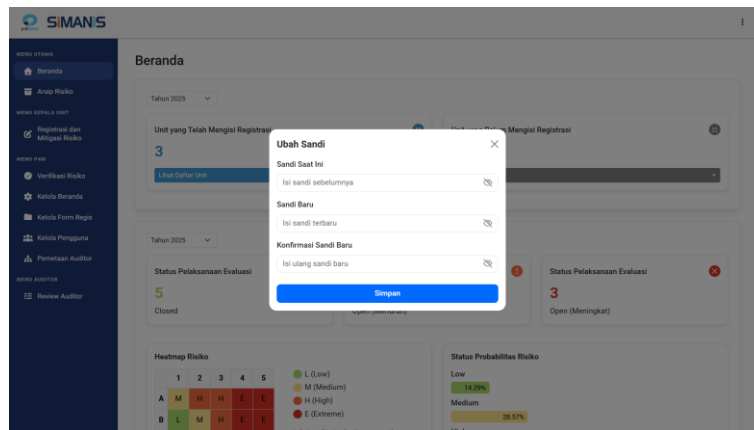 SIMANIS
MENU UTAMA
Beranda
Arsip Risiko
MENU KEPALA UNIT
Registrasi dan
Mitigasi Risiko
MENU P4M
Verifikasi Risiko
Kelola Beranda
Kelola Form Regis
Kelola Pengguna
Pemetaan Auditor
MENU AUDITOR
Review Auditor
Beranda
Tahun 2025
Unit yang Telah Mengisi Registrasi
3
Lihat Daftar Unit
Unit yang Belum Mengisi Registrasi
Ubah Sandi
Sandi Saat Ini
Isi sandi sebelumnya
Sandi Baru
Isi sandi terbaru
Konfirmasi Sandi Baru
Isi ulang sandi baru
Simpan
Tahun 2025
Status Pelaksanaan Evaluasi
5
Closed
Open (Menurun)
Status Pelaksanaan Evaluasi
3
Open (Meningkat)
Heatmap Risiko
1 2 3 4 5
A M H H E E
B L M H E E
L (Low)
M (Medium)
H (High)
E (Extreme)
Status Probabilitas Risiko
Low
14.29%
Medium
28.57%